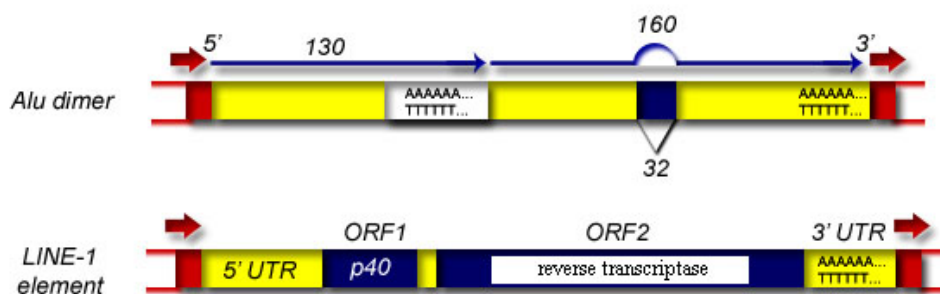 5’ 130 160 3’
Alu dimer
AAAAAA...
TTTTTT...
AAAAAA...
TTTTTT...
32
ORF1 ORF2 3’ UTR
LINE-1
element
5’ UTR p40 reverse transcriptase
AAAAAA...
TTTTTT...